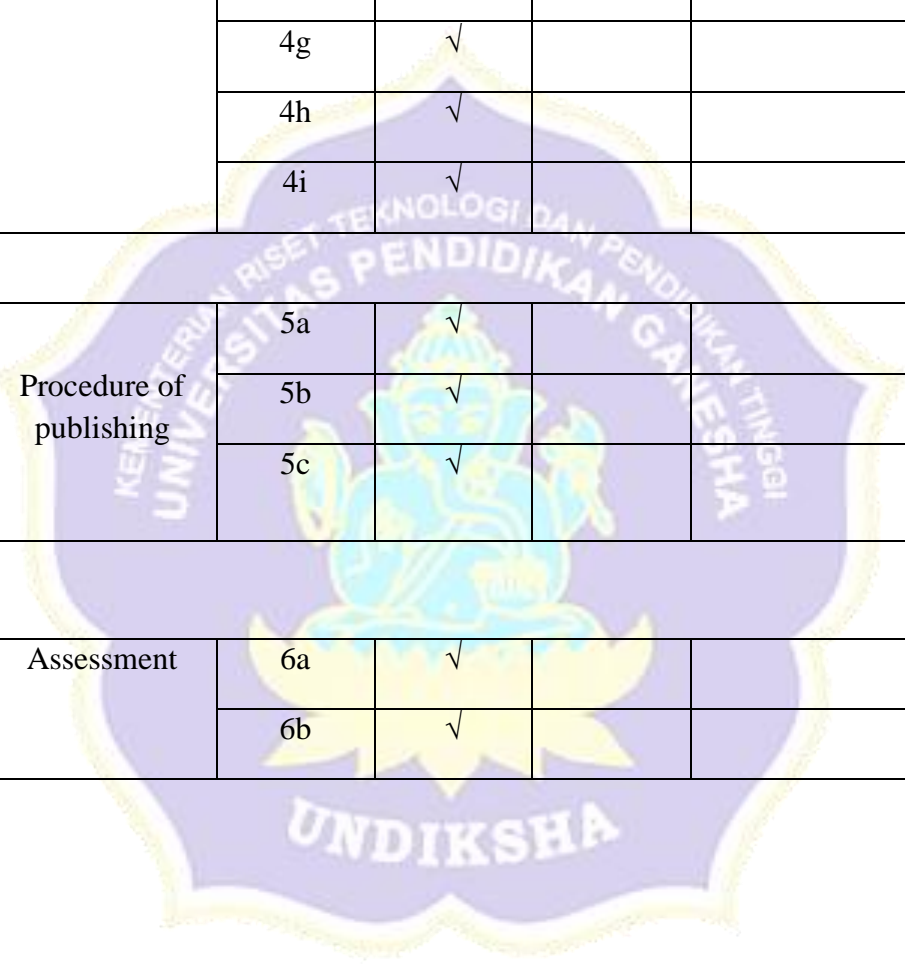 4g √
4h √
4i √
KEMENTERIAN RISET TEKNOLOGI DAN PENDIDIKAN TINGGI
UNIVERSITAS PENDIDIKAN GANESHA
5a √
Procedure of
publishing
5b √
5c √
Assessment 6a √
6b √
UNDIKSHA